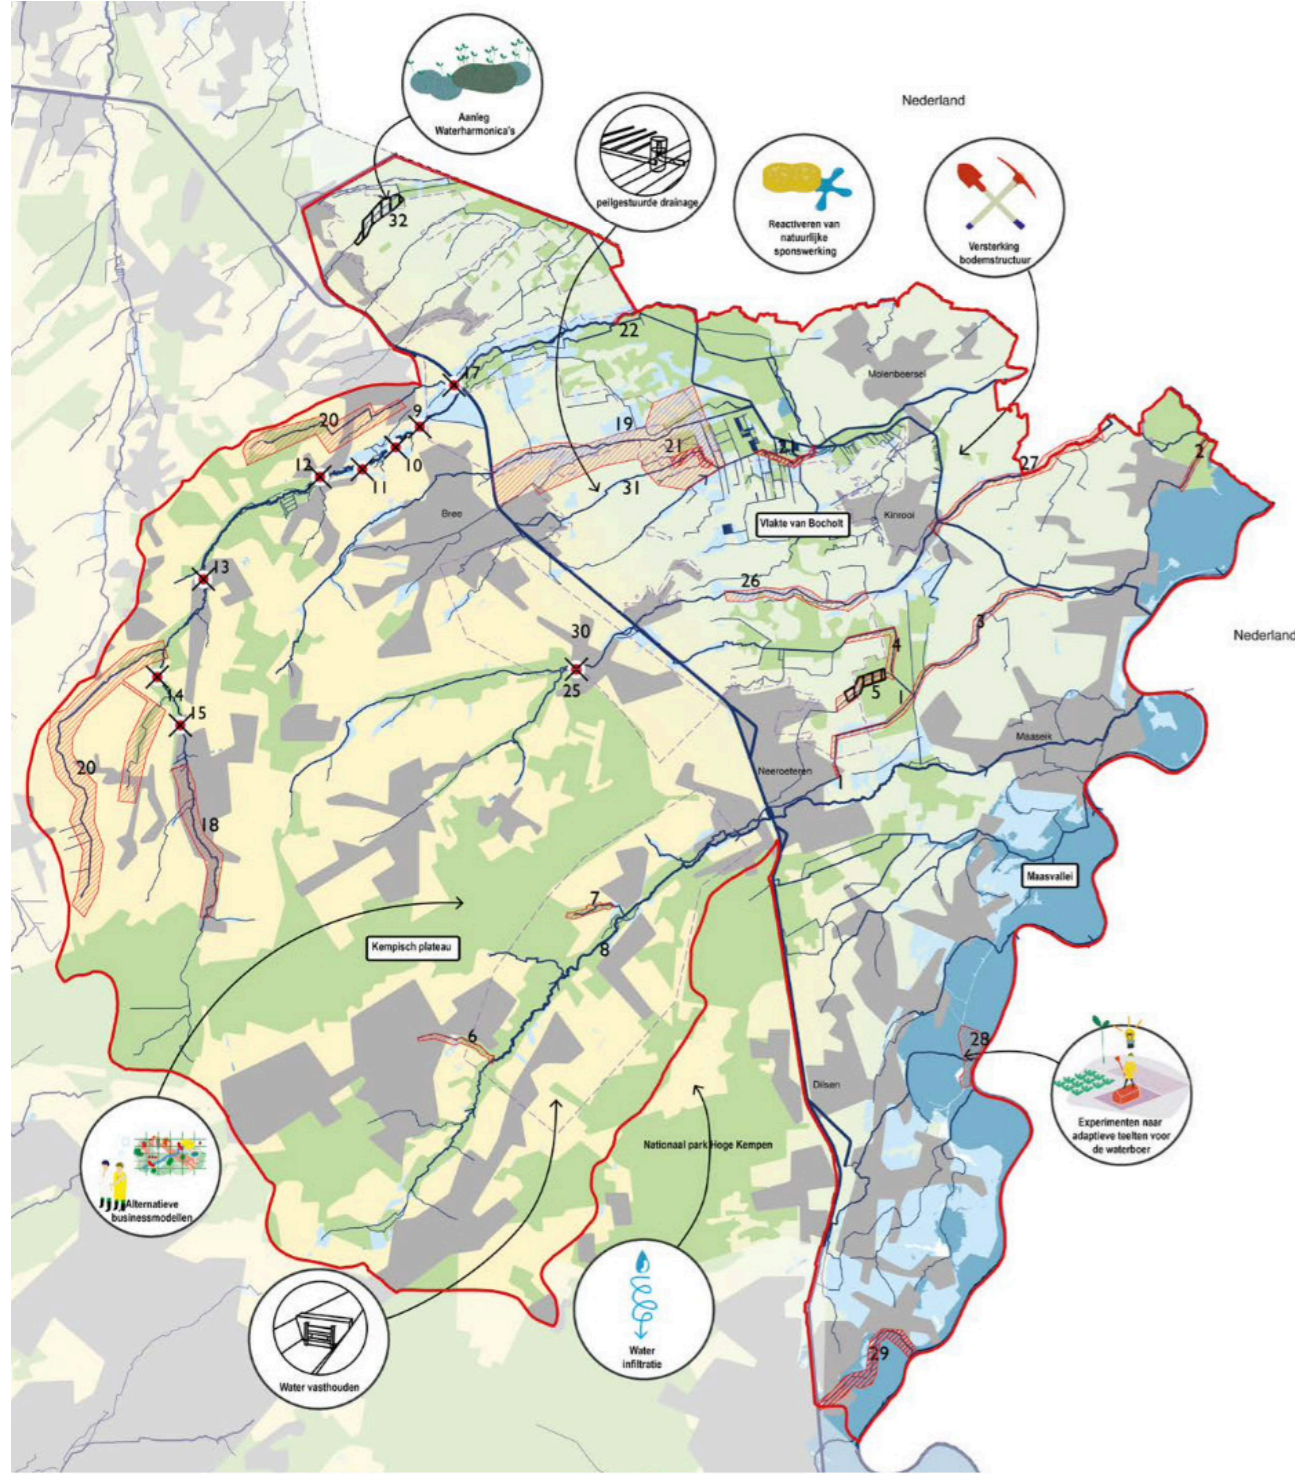 Aanleg
Waterharmonica's
Nederland
peilgestuurde drainage
Reactiveren van
natuurlijke
sponswerking
Versterking
bodemstructuur
32
22
17
Molenbeersel
20
9
19
21
10
12
11
31
27
2
Bree
Vlakte van Bocholt
Kinrooi
13
26
30
3
Nederland
4
25
14
5
1
15
Maaseik
20
Neeroeteren
1
18
Maasvallei
7
Kempisch plateau
8
6
28
Dilsen
Experimenten naar
adaptieve teelten voor
de waterboer
Nationaal park Hoge Kempen
Alternatieve
businessmodellen
Water
infiltratie
Water vasthouden
29